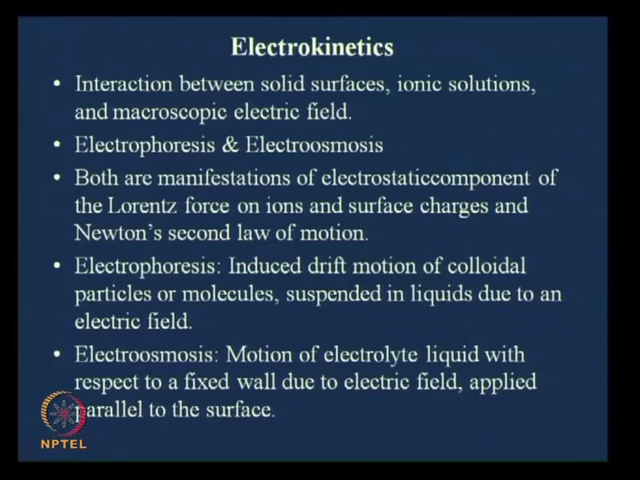 Electrokinetics
• Interaction between solid surfaces, ionic solutions,
and macroscopic electric field.
• Electrophoresis & Electroosmosis
• Both are manifestations of electrostaticcomponent of
the Lorentz force on ions and surface charges and
Newton's second law of motion.
• Electrophoresis: Induced drift motion of colloidal
particles or molecules, suspended in liquids due to an
electric field.
• Electroosmosis: Motion of electrolyte liquid with
respect to a fixed wall due to electric field, applied
parallel to the surface.
NPTEL